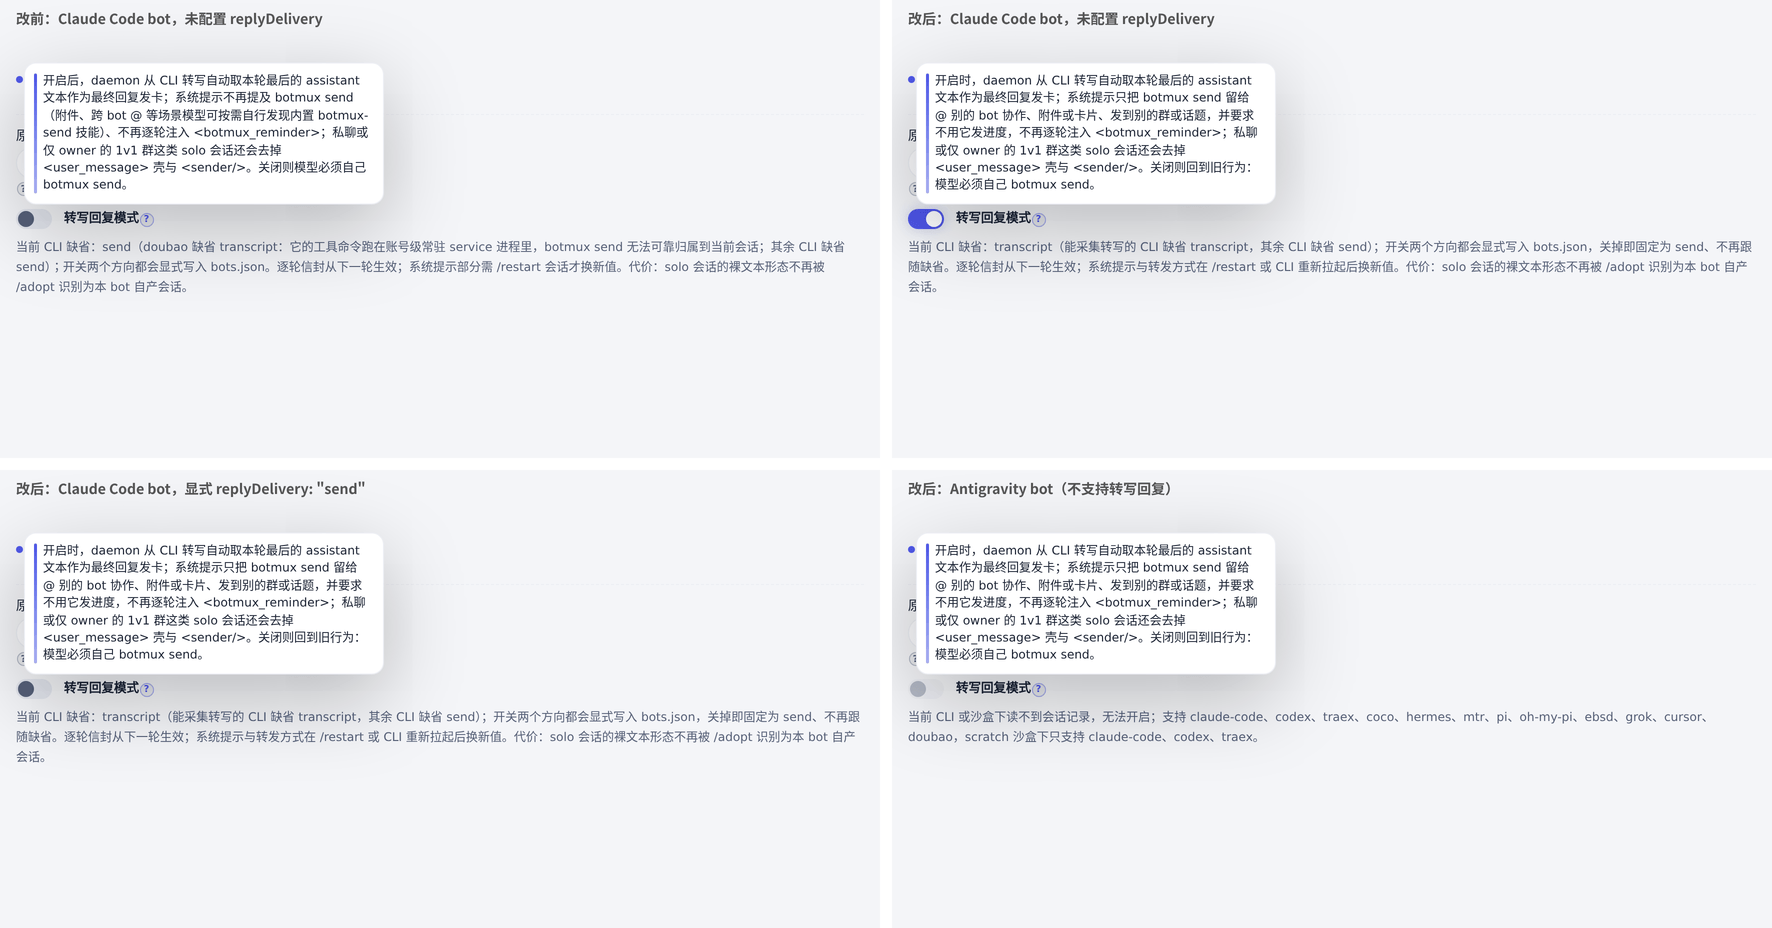 改前：Claude Code bot，未配置 replyDelivery
开启后，daemon 从 CLI 转写自动取本轮最后的 assistant
文本作为最终回复发卡；系统提示不再提及 botmux send
（附件、跨 bot @ 等场景模型可按需自行发现内置 botmux-
send 技能）、不再逐轮注入 <botmux_reminder>；私聊或
仅 owner 的 1v1 群这类 solo 会话还会去掉
<user_message> 壳与 <sender/>。关闭则模型必须自己
botmux send。
转写回复模式?
当前 CLI 缺省：send（doubao 缺省 transcript：它的工具命令跑在账号级常驻 service 进程里，botmux send 无法可靠归属到当前会话；其余 CLI 缺省
send）；开关两个方向都会显式写入 bots.json。逐轮信封从下一轮生效；系统提示部分需 /restart 会话才换新值。代价：solo 会话的裸文本形态不再被
/adopt 识别为本 bot 自产会话。
改后：Claude Code bot，未配置 replyDelivery
开启时，daemon 从 CLI 转写自动取本轮最后的 assistant
文本作为最终回复发卡；系统提示只把 botmux send 留给
@ 别的 bot 协作、附件或卡片、发到别的群或话题，并要求
不用它发进度，不再逐轮注入 <botmux_reminder>；私聊
或仅 owner 的 1v1 群这类 solo 会话还会去掉
<user_message> 壳与 <sender/>。关闭则回到旧行为：
模型必须自己 botmux send。
转写回复模式?
当前 CLI 缺省：transcript（能采集转写的 CLI 缺省 transcript，其余 CLI 缺省 send）；开关两个方向都会显式写入 bots.json，关掉即固定为 send、不再跟
随缺省。逐轮信封从下一轮生效；系统提示与转发方式在 /restart 或 CLI 重新拉起后换新值。代价：solo 会话的裸文本形态不再被 /adopt 识别为本 bot 自产
会话。
改后：Claude Code bot，显式 replyDelivery: "send"
开启时，daemon 从 CLI 转写自动取本轮最后的 assistant
文本作为最终回复发卡；系统提示只把 botmux send 留给
@ 别的 bot 协作、附件或卡片、发到别的群或话题，并要求
不用它发进度，不再逐轮注入 <botmux_reminder>；私聊
或仅 owner 的 1v1 群这类 solo 会话还会去掉
<user_message> 壳与 <sender/>。关闭则回到旧行为：
模型必须自己 botmux send。
转写回复模式?
当前 CLI 缺省：transcript（能采集转写的 CLI 缺省 transcript，其余 CLI 缺省 send）；开关两个方向都会显式写入 bots.json，关掉即固定为 send、不再跟
随缺省。逐轮信封从下一轮生效；系统提示与转发方式在 /restart 或 CLI 重新拉起后换新值。代价：solo 会话的裸文本形态不再被 /adopt 识别为本 bot 自产
会话。
改后：Antigravity bot（不支持转写回复）
开启时，daemon 从 CLI 转写自动取本轮最后的 assistant
文本作为最终回复发卡；系统提示只把 botmux send 留给
@ 别的 bot 协作、附件或卡片、发到别的群或话题，并要求
不用它发进度，不再逐轮注入 <botmux_reminder>；私聊
或仅 owner 的 1v1 群这类 solo 会话还会去掉
<user_message> 壳与 <sender/>。关闭则回到旧行为：
模型必须自己 botmux send。
转写回复模式?
当前 CLI 或沙盒下读不到会话记录，无法开启；支持 claude-code、codex、traex、coco、hermes、mtr、pi、oh-my-pi、ebsd、grok、cursor、
doubao，scratch 沙盒下只支持 claude-code、codex、traex。